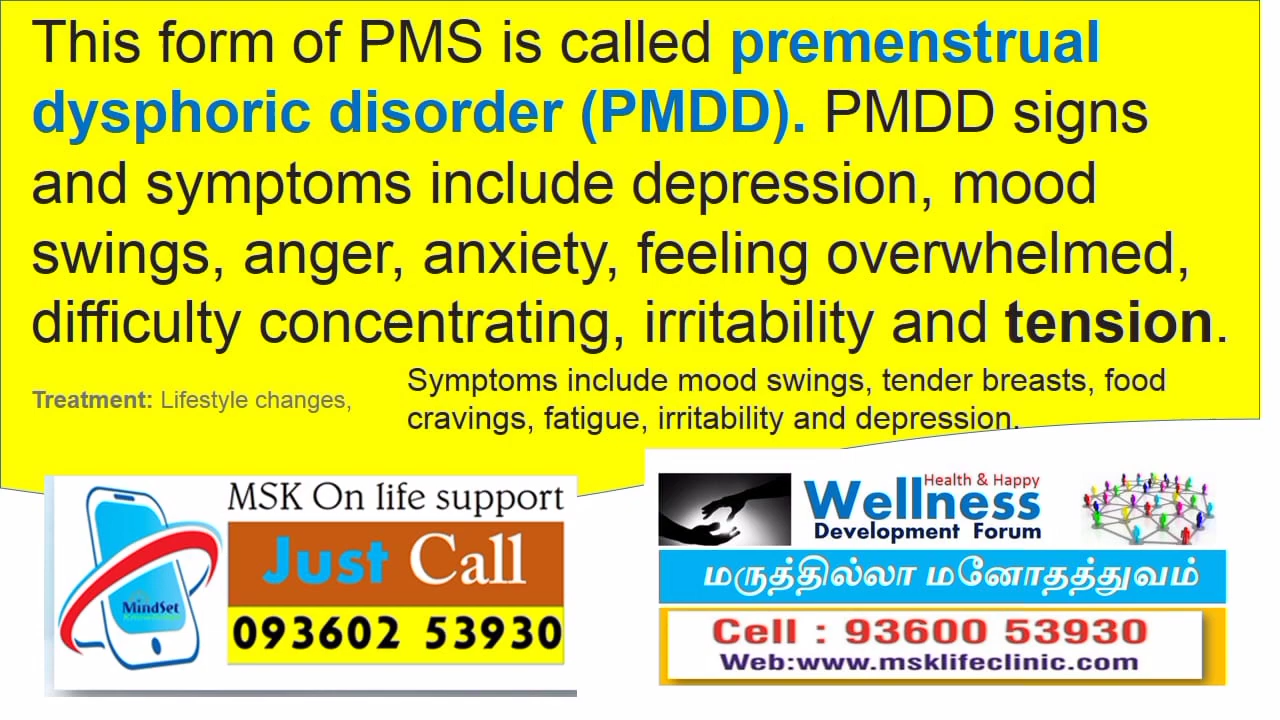 This form of PMS is called premenstrual
dysphoric disorder (PMDD). PMDD signs
and symptoms include depression, mood
swings, anger, anxiety, feeling overwhelmed,
difficulty concentrating, irritability and tension.
Treatment: Lifestyle changes,
Symptoms include mood swings, tender breasts, food
cravings, fatigue, irritability and depression.
MSK On life support
Just Call
093602 53930
MindSet
Health & Happy
Wellness
Development Forum
மருத்தில்லா மனோதத்துவம்
Cell : 93600 53930
Web:www.msklifeclinic.com